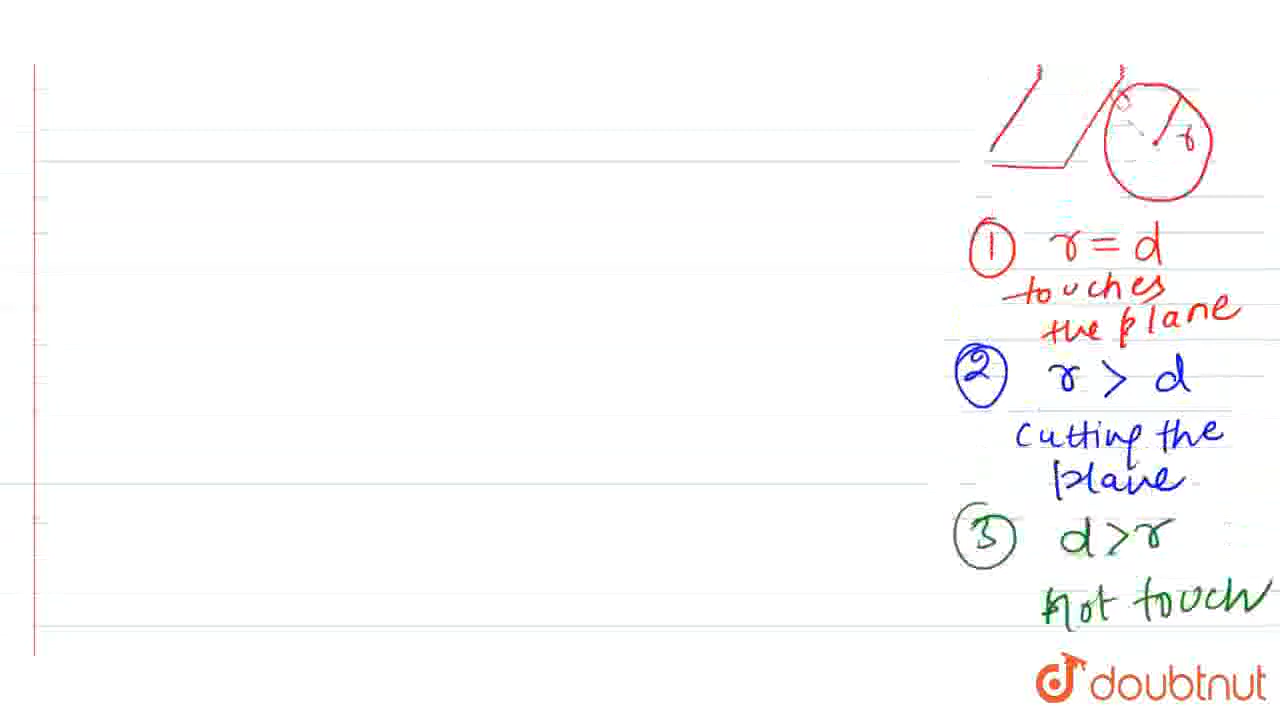 r
① r = d
touches
the plane
② r > d
cutting the
plane
③ d > r
not touch
doubtnut